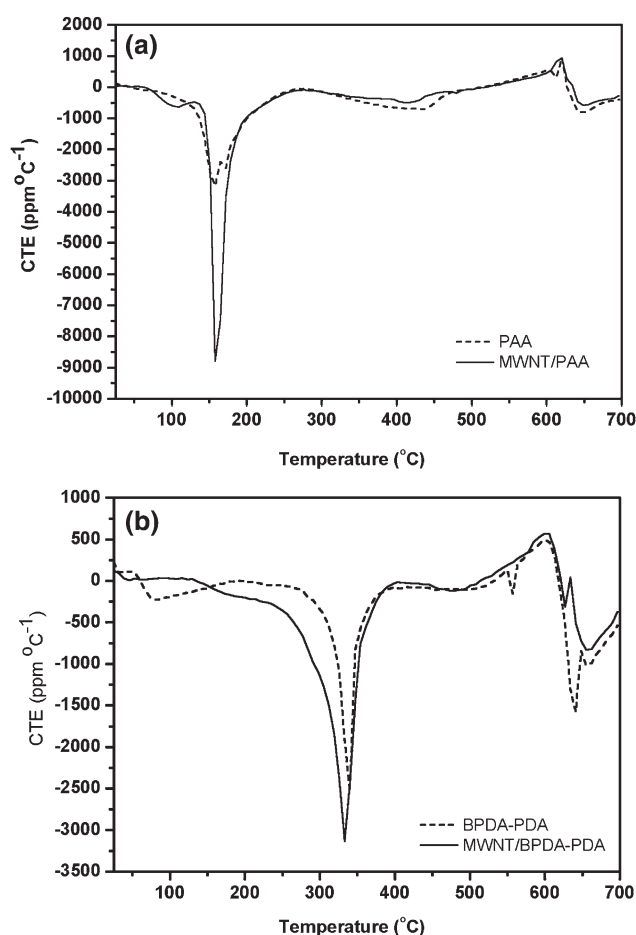 (a)
2000
1000
0
-1000
-2000
-3000
-4000
-5000
-6000
-7000
-8000
-9000
-10000
CTE (ppm°C⁻¹)
PAA
MWNT/PAA
100 200 300 400 500 600 700
Temperature (°C)
(b)
1000
500
0
-500
-1000
-1500
-2000
-2500
-3000
-3500
CTE (ppm °C⁻¹)
BPDA-PDA
MWNT/BPDA-PDA
100 200 300 400 500 600 700
Temperature (°C)